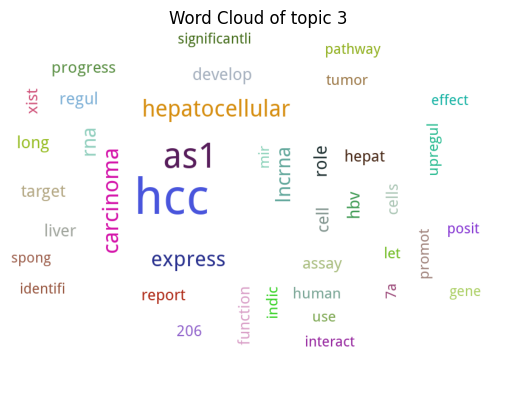 Word Cloud of topic 3
significantli
pathway
progress
develop
tumor
xist
regul
hepatocellular
effect
long
rna
as1
mir
lncrna
role
hepat
upregul
carcinoma
target
hcc
cell
hbv
cells
liver
posit
spong
express
assay
let
promot
identifi
report
function
indic
human
7a
gene
206
use
interact